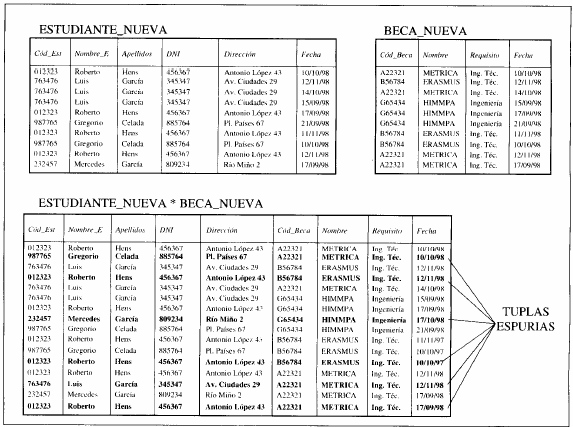 ESTUDIANTE_NUEVA
Cód_Est Nombre_E Apellidos DNI Dirección Fecha
012323 Roberto Hens 456367 Antonio López 43 10/10/98
763476 Luis García 345347 Av. Ciudades 29 12/11/98
763476 Luis García 345347 Av. Ciudades 29 14/10/98
763476 Luis García 345347 Av. Ciudades 29 15/09/98
012323 Roberto Hens 456367 Antonio López 43 17/09/98
987765 Gregorio Celada 885764 Pl. Países 67 21/09/98
012323 Roberto Hens 456367 Antonio López 43 11/11/98
987765 Gregorio Celada 885764 Pl. Países 67 10/10/98
012323 Roberto Hens 456367 Antonio López 43 12/11/98
232457 Mercedes García 809234 Río Miño 2 17/09/98
BECA_NUEVA
Cód_Beca Nombre Requisito Fecha
A22321 METRICA Ing. Téc. 10/10/98
B56784 ERASMUS Ing. Téc. 12/11/98
A22321 METRICA Ing. Téc. 14/10/98
G65434 HIMMPA Ingeniería 15/09/98
G65434 HIMMPA Ingeniería 17/09/98
G65434 HIMMPA Ingeniería 21/09/98
B56784 ERASMUS Ing. Téc. 11/11/98
B56784 ERASMUS Ing. Téc. 10/10/98
A22321 METRICA Ing. Téc. 12/11/98
A22321 METRICA Ing. Téc. 17/09/98
ESTUDIANTE_NUEVA * BECA_NUEVA
Cód_Est Nombre_E Apellidos DNI Dirección Cód_Beca Nombre Requisito Fecha
012323 Roberto Hens 456367 Antonio López 43 A22321 METRICA Ing. Téc. 10/10/98
987765 Gregorio Celada 885764 Pl. Países 67 A22321 METRICA Ing. Téc. 10/10/98
763476 Luis García 345347 Av. Ciudades 29 B56784 ERASMUS Ing. Téc. 12/11/98
012323 Roberto Hens 456367 Antonio López 43 B56784 ERASMUS Ing. Téc. 12/11/98
763476 Luis García 345347 Av. Ciudades 29 A22321 METRICA Ing. Téc. 14/10/98
763476 Luis García 345347 Av. Ciudades 29 G65434 HIMMPA Ingeniería 15/09/98
012323 Roberto Hens 456367 Antonio López 43 G65434 HIMMPA Ingeniería 17/09/98
232457 Mercedes García 809234 Río Miño 2 G65434 HIMMPA Ingeniería 17/10/98
987765 Gregorio Celada 885764 Pl. Países 67 G65434 HIMMPA Ingeniería 21/09/98
012323 Roberto Hens 456367 Antonio López 43 B56784 ERASMUS Ing. Téc. 11/11/97
987765 Gregorio Celada 885764 Pl. Países 67 B56784 ERASMUS Ing. Téc. 10/10/97
012323 Roberto Hens 456367 Antonio López 43 B56784 ERASMUS Ing. Téc. 10/10/97
012323 Roberto Hens 456367 Antonio López 43 A22321 METRICA Ing. Téc. 12/11/98
763476 Luis García 345347 Av. Ciudades 29 A22321 METRICA Ing. Téc. 12/11/98
232457 Mercedes García 809234 Río Miño 2 A22321 METRICA Ing. Téc. 17/09/98
012323 Roberto Hens 456367 Antonio López 43 A22321 METRICA Ing. Téc. 17/09/98
TUPLAS
ESPURIAS